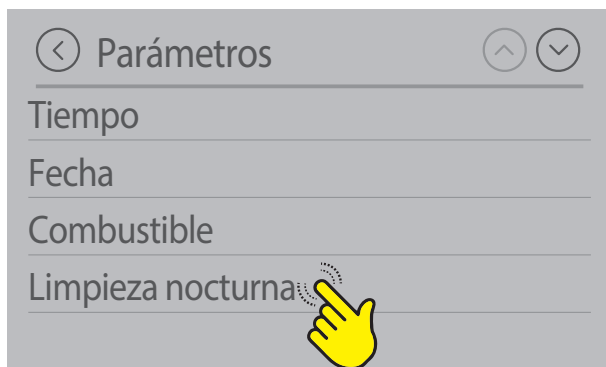 Parámetros
Tiempo
Fecha
Combustible
Limpieza nocturna